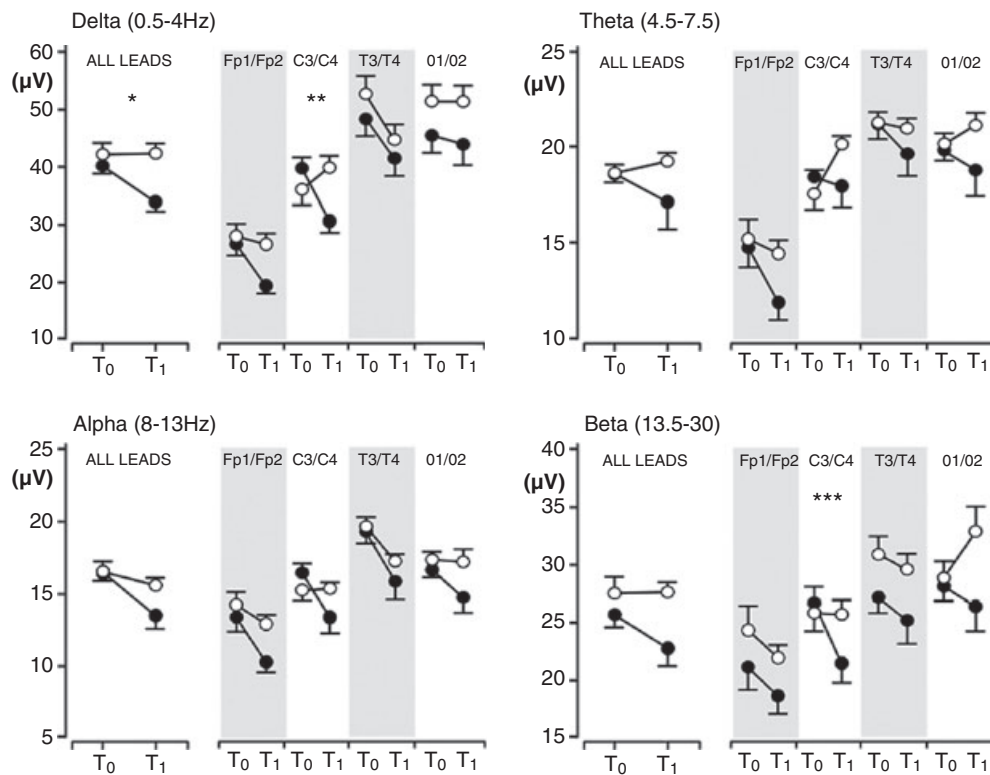 Delta (0.5-4Hz)
60
(µV)
50
40
30
20
10
ALL LEADS
*
Fp1/Fp2
C3/C4
**
T3/T4
01/02
T0 T1
T0 T1 T0 T1 T0 T1 T0 T1
Theta (4.5-7.5)
25
(µV)
20
15
10
ALL LEADS
Fp1/Fp2
C3/C4
T3/T4
01/02
T0 T1
T0 T1 T0 T1 T0 T1 T0 T1
Alpha (8-13Hz)
25
(µV)
20
15
10
5
ALL LEADS
Fp1/Fp2
C3/C4
T3/T4
01/02
T0 T1
T0 T1 T0 T1 T0 T1 T0 T1
Beta (13.5-30)
40
(µV)
35
30
25
20
15
ALL LEADS
Fp1/Fp2
C3/C4
***
T3/T4
01/02
T0 T1
T0 T1 T0 T1 T0 T1 T0 T1